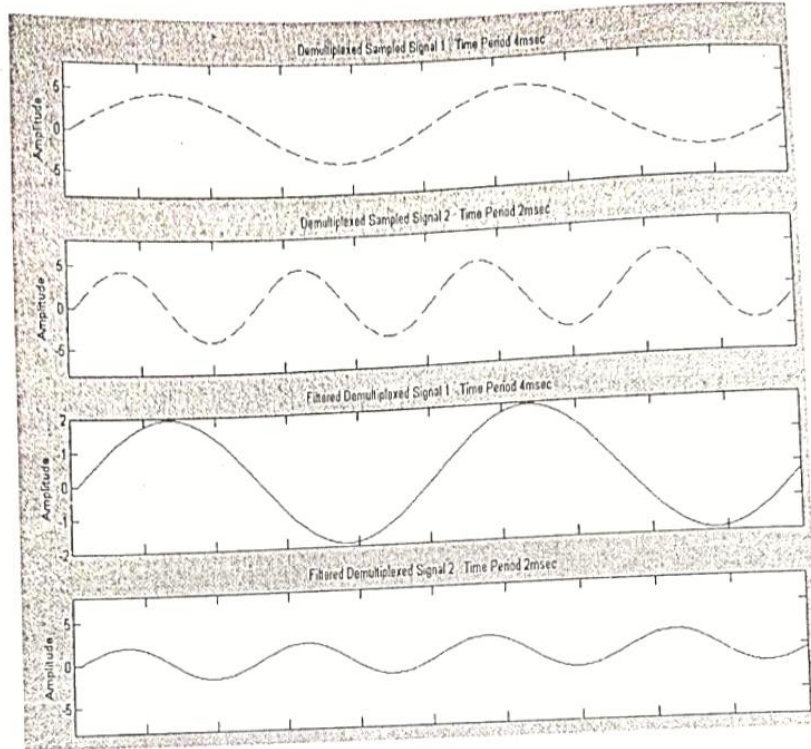 Demultiplexed Sampled Signal 1 - Time Period 4msec
Amplitude
5
0
5
Demultiplexed Sampled Signal 2 - Time Period 2msec
Amplitude
5
0
-5
Filtered Demultiplexed Signal 1 - Time Period 4msec
Amplitude
2
1
0
-1
-2
Filtered Demultiplexed Signal 2 - Time Period 2msec
Amplitude
5
0
-5